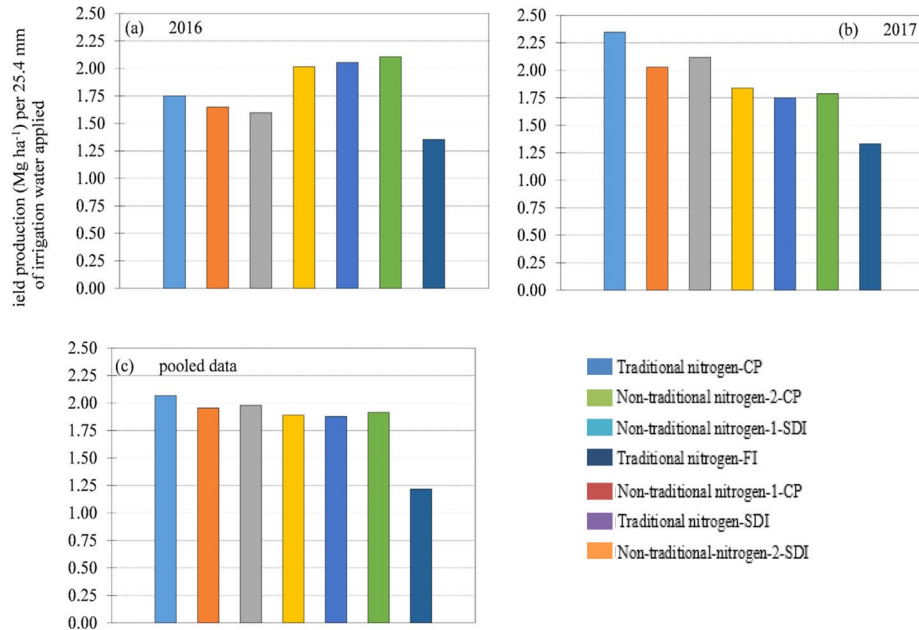 ield production (Mg ha⁻¹) per 25.4 mm
of irrigation water applied
(a) 2016
2.50
2.25
2.00
1.75
1.50
1.25
1.00
0.75
0.50
0.25
0.00
(b) 2017
2.50
2.25
2.00
1.75
1.50
1.25
1.00
0.75
0.50
0.25
0.00
(c) pooled data
2.50
2.25
2.00
1.75
1.50
1.25
1.00
0.75
0.50
0.25
0.00
Traditional nitrogen-CP
Non-traditional nitrogen-2-CP
Non-traditional nitrogen-1-SDI
Traditional nitrogen-FI
Non-traditional nitrogen-1-CP
Traditional nitrogen-SDI
Non-traditional-nitrogen-2-SDI